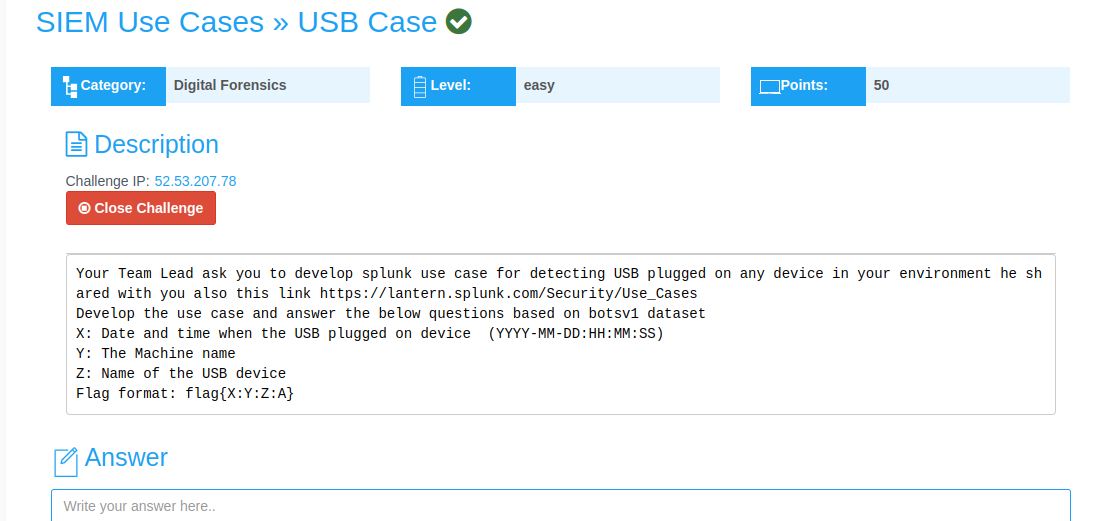 SIEM Use Cases » USB Case
Category: Digital Forensics
Level: easy
Points: 50
Description
Challenge IP: 52.53.207.78
Close Challenge
Your Team Lead ask you to develop splunk use case for detecting USB plugged on any device in your environment he sh
ared with you also this link https://lantern.splunk.com/Security/Use_Cases
Develop the use case and answer the below questions based on botsv1 dataset
X: Date and time when the USB plugged on device  (YYYY-MM-DD:HH:MM:SS)
Y: The Machine name
Z: Name of the USB device
Flag format: flag{X:Y:Z:A}
Answer
Write your answer here..